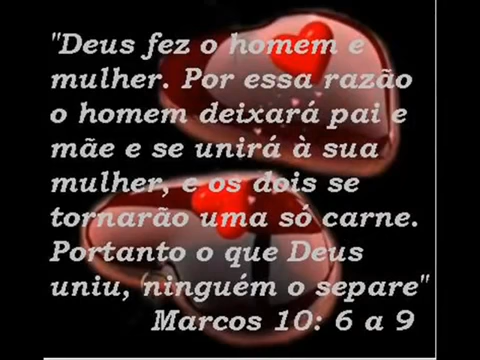 "Deus fez o homem e
mulher. Por essa razão
o homem deixará pai e
mãe e se unirá à sua
mulher, e os dois se
tornarão uma só carne.
Portanto o que Deus
uniu, ninguém o separe"
Marcos 10: 6 a 9